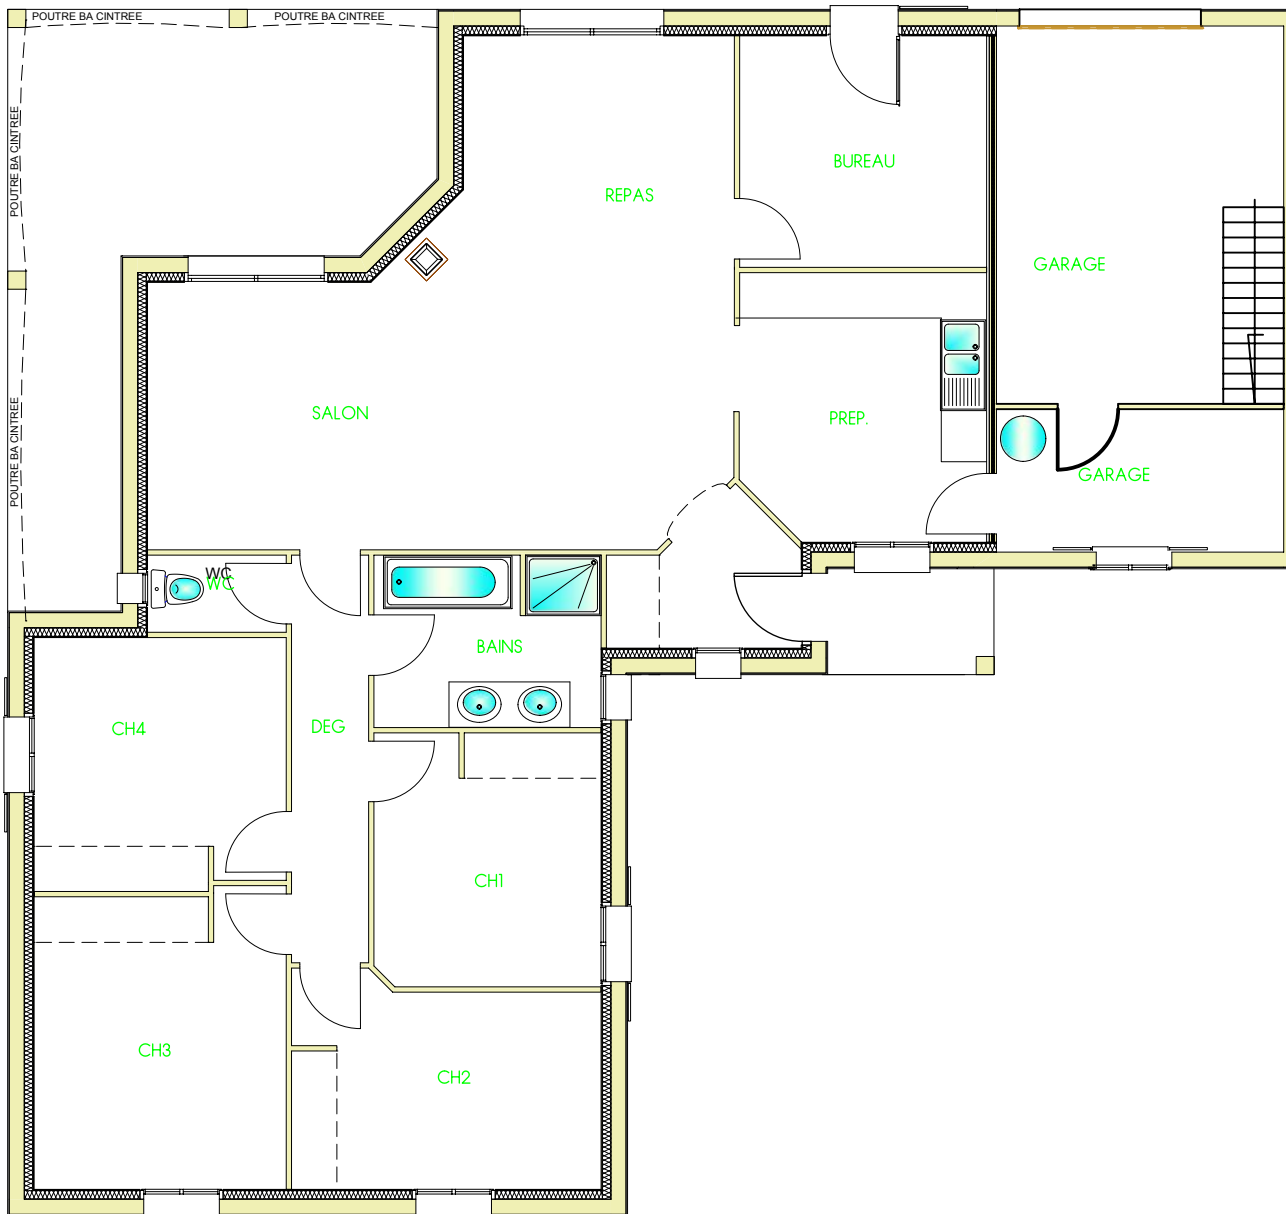 POUTRE BA CINTREE
POUTRE BA CINTREE
POUTRE BA CINTREE
BUREAU
REPAS
GARAGE
POUTRE BA CINTREE
SALON
PREP.
GARAGE
WC
WC
BAINS
CH4
DEG
CH1
CH3
CH2